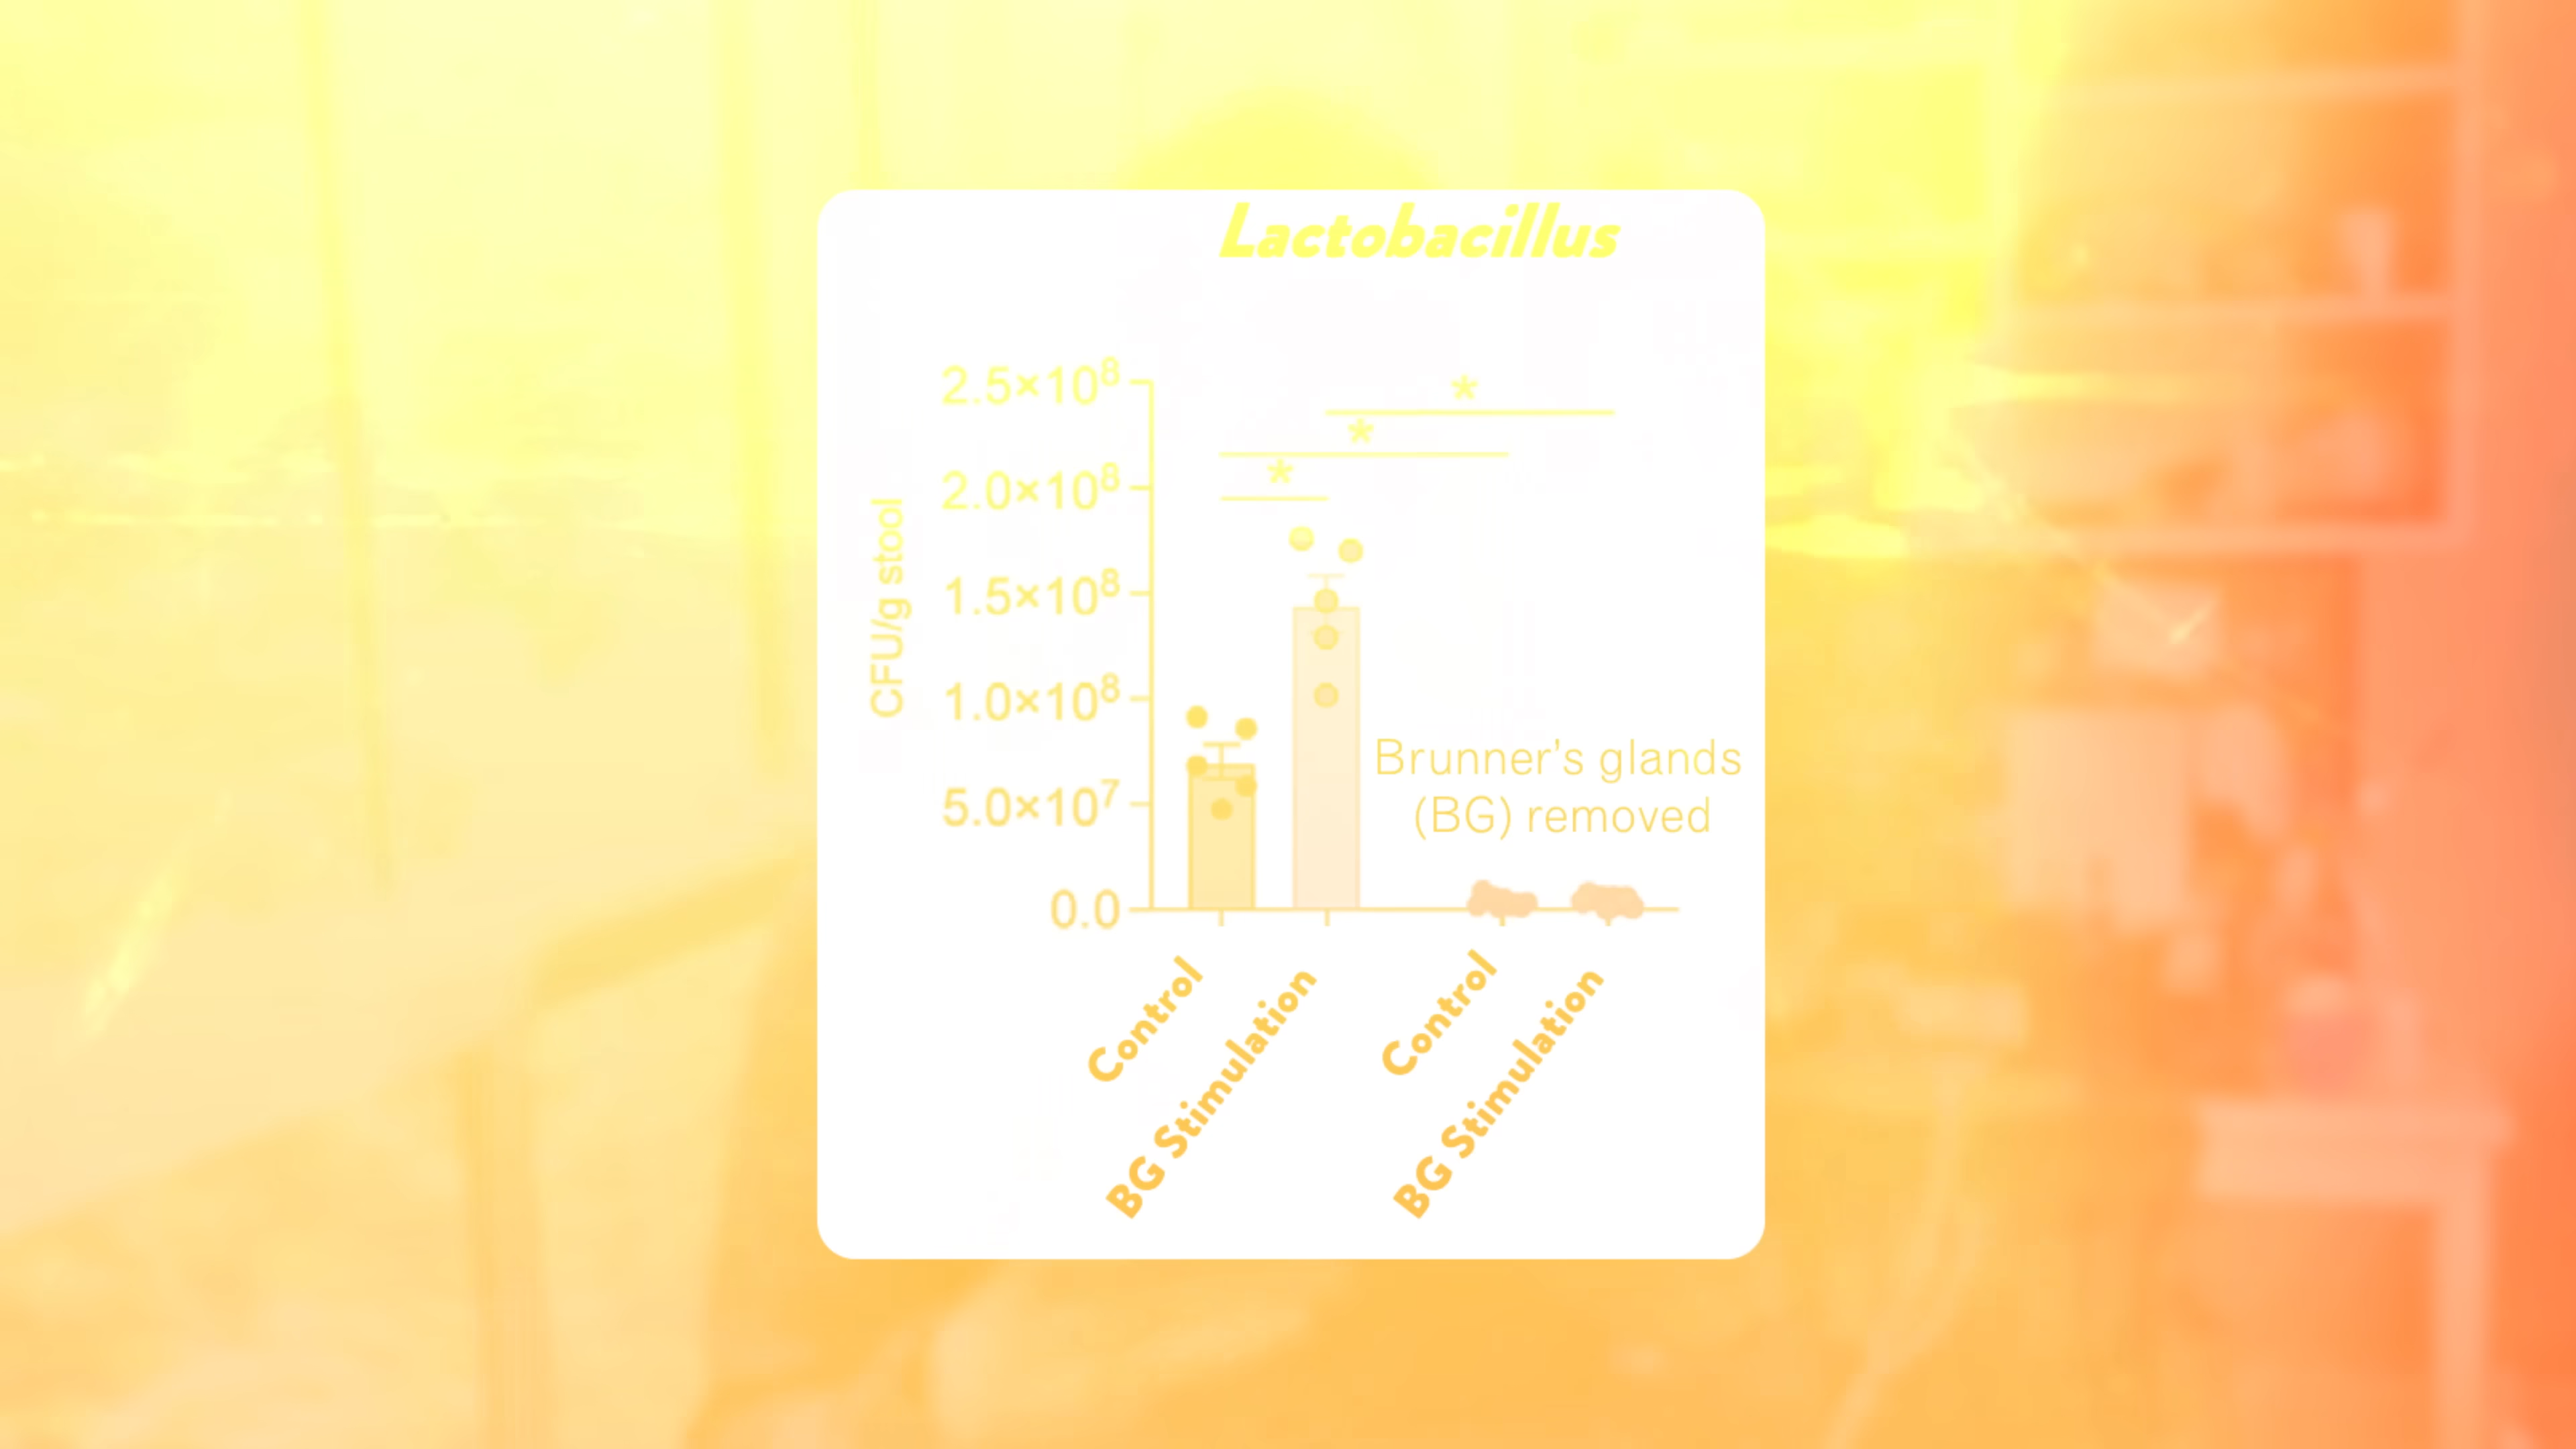 Lactobacillus
2.5×10⁸
*
*
*
2.0×10⁸
CFU/g stool
1.5×10⁸
1.0×10⁸
Brunner's glands
(BG) removed
5.0×10⁷
0.0
Control
BG Stimulation
Control
BG Stimulation